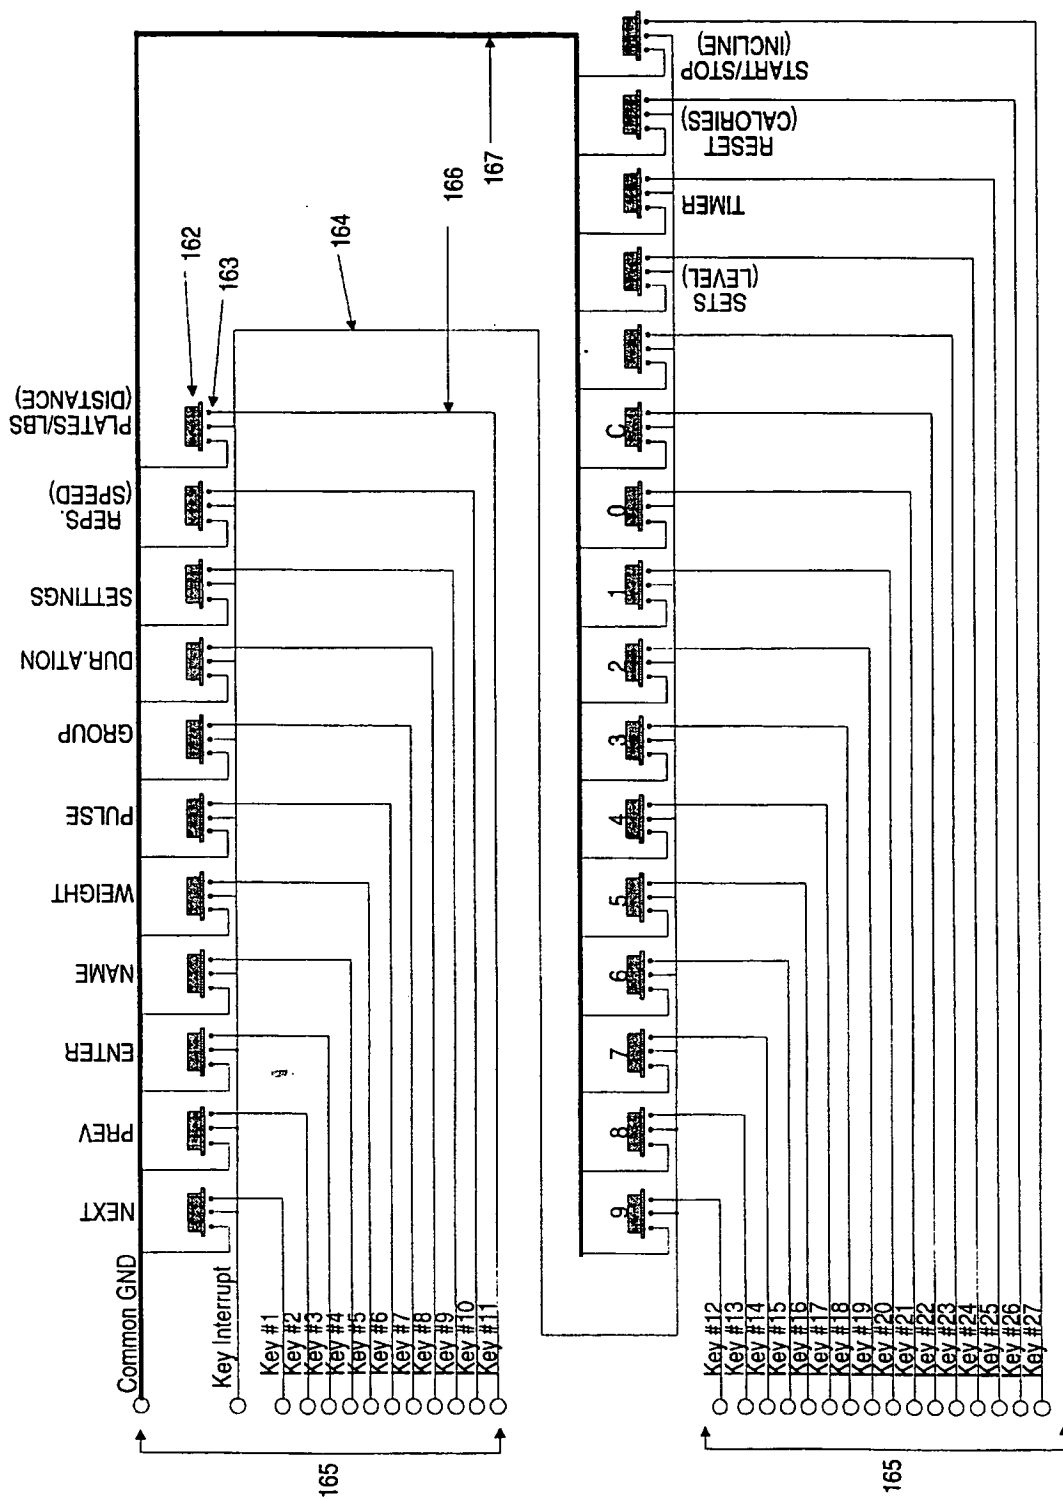 Common GND
Key Interrupt
Key #1
Key #2
Key #3
Key #4
Key #5
Key #6
Key #7
Key #8
Key #9
Key #10
Key #11
165
NEXT
PREV
ENTER
NAME
WEIGHT
PULSE
GROUP
DUR.ATION
SETTINGS
REPS.
(SPEED)
PLATES/LBS
(DISTANCE)
162
163
164
166
167
Key #12
Key #13
Key #14
Key #15
Key #16
Key #17
Key #18
Key #19
Key #20
Key #21
Key #22
Key #23
Key #24
Key #25
Key #26
Key #27
165
9
8
7
6
5
4
3
2
1
0
C
SETS
(LEVEL)
TIMER
RESET
(CALORIES)
START/STOP
(INCLINE)